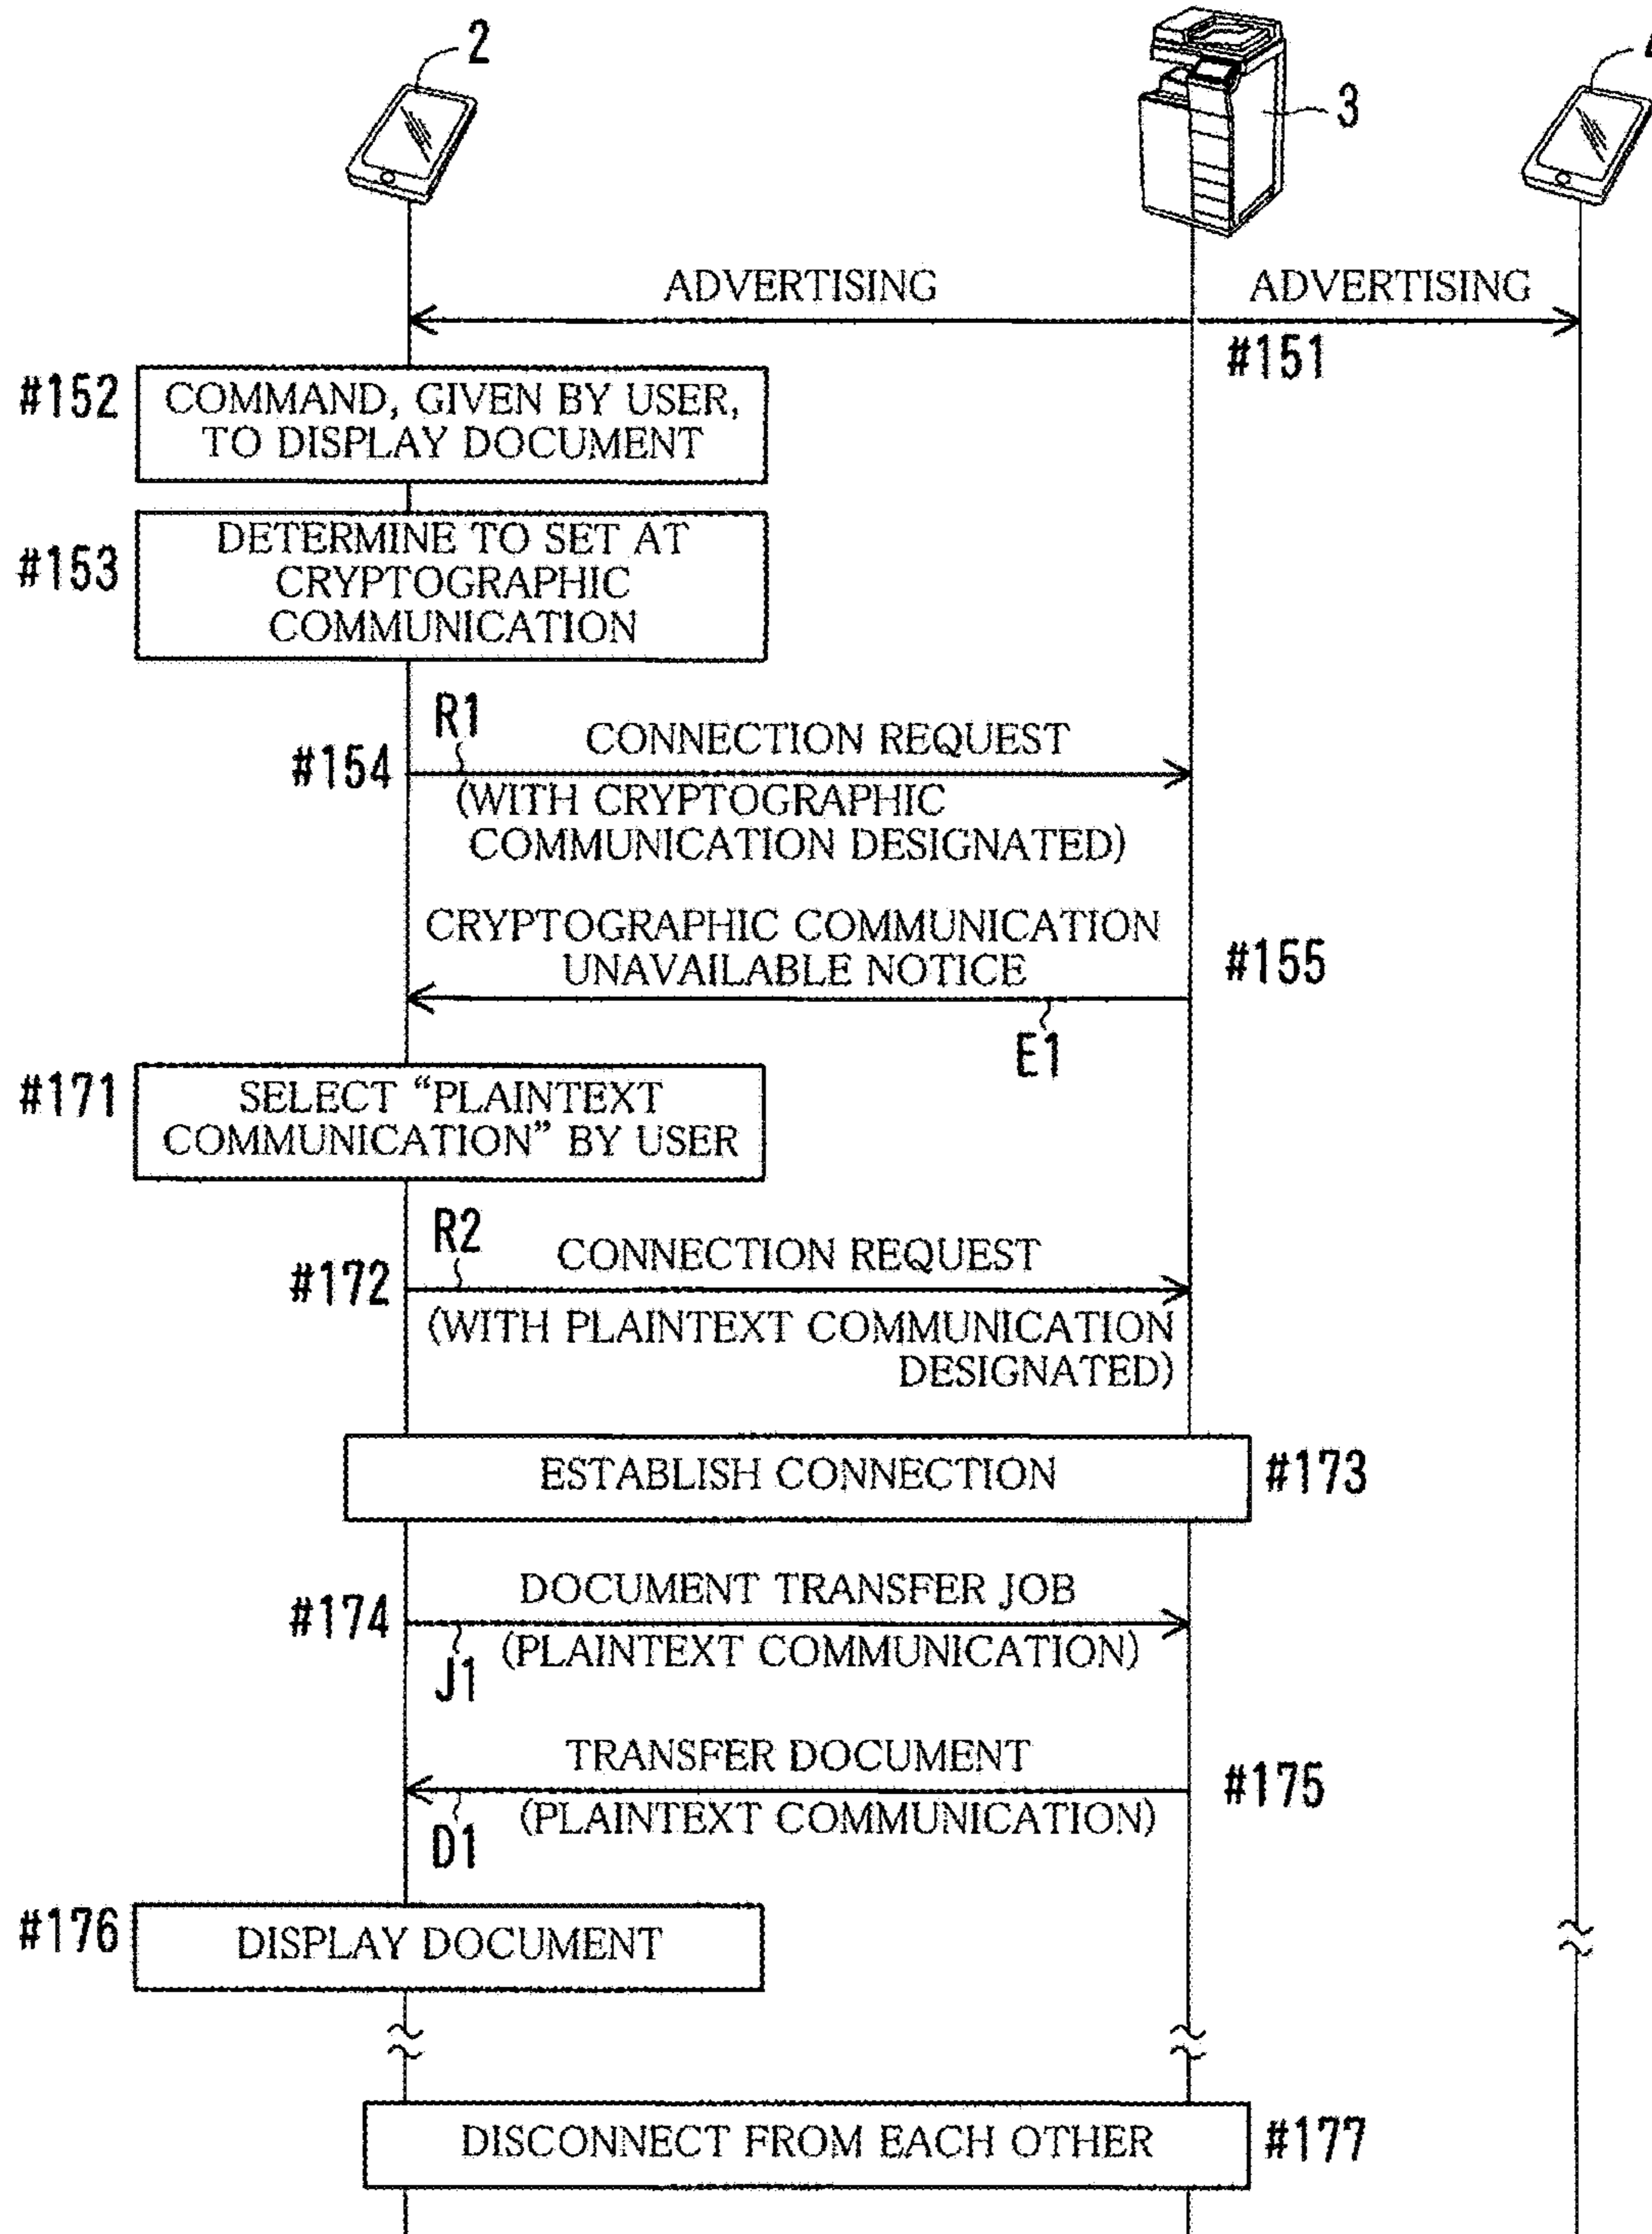 2
3
ADVERTISING
ADVERTISING
#151
#152
COMMAND, GIVEN BY USER,
TO DISPLAY DOCUMENT
#153
DETERMINE TO SET AT
CRYPTOGRAPHIC
COMMUNICATION
R1
#154
CONNECTION REQUEST
(WITH CRYPTOGRAPHIC
COMMUNICATION DESIGNATED)
CRYPTOGRAPHIC COMMUNICATION
UNAVAILABLE NOTICE
#155
E1
#171
SELECT “PLAINTEXT
COMMUNICATION” BY USER
R2
#172
CONNECTION REQUEST
(WITH PLAINTEXT COMMUNICATION
DESIGNATED)
ESTABLISH CONNECTION
#173
#174
DOCUMENT TRANSFER JOB
(PLAINTEXT COMMUNICATION)
J1
TRANSFER DOCUMENT
#175
(PLAINTEXT COMMUNICATION)
D1
#176
DISPLAY DOCUMENT
DISCONNECT FROM EACH OTHER
#177